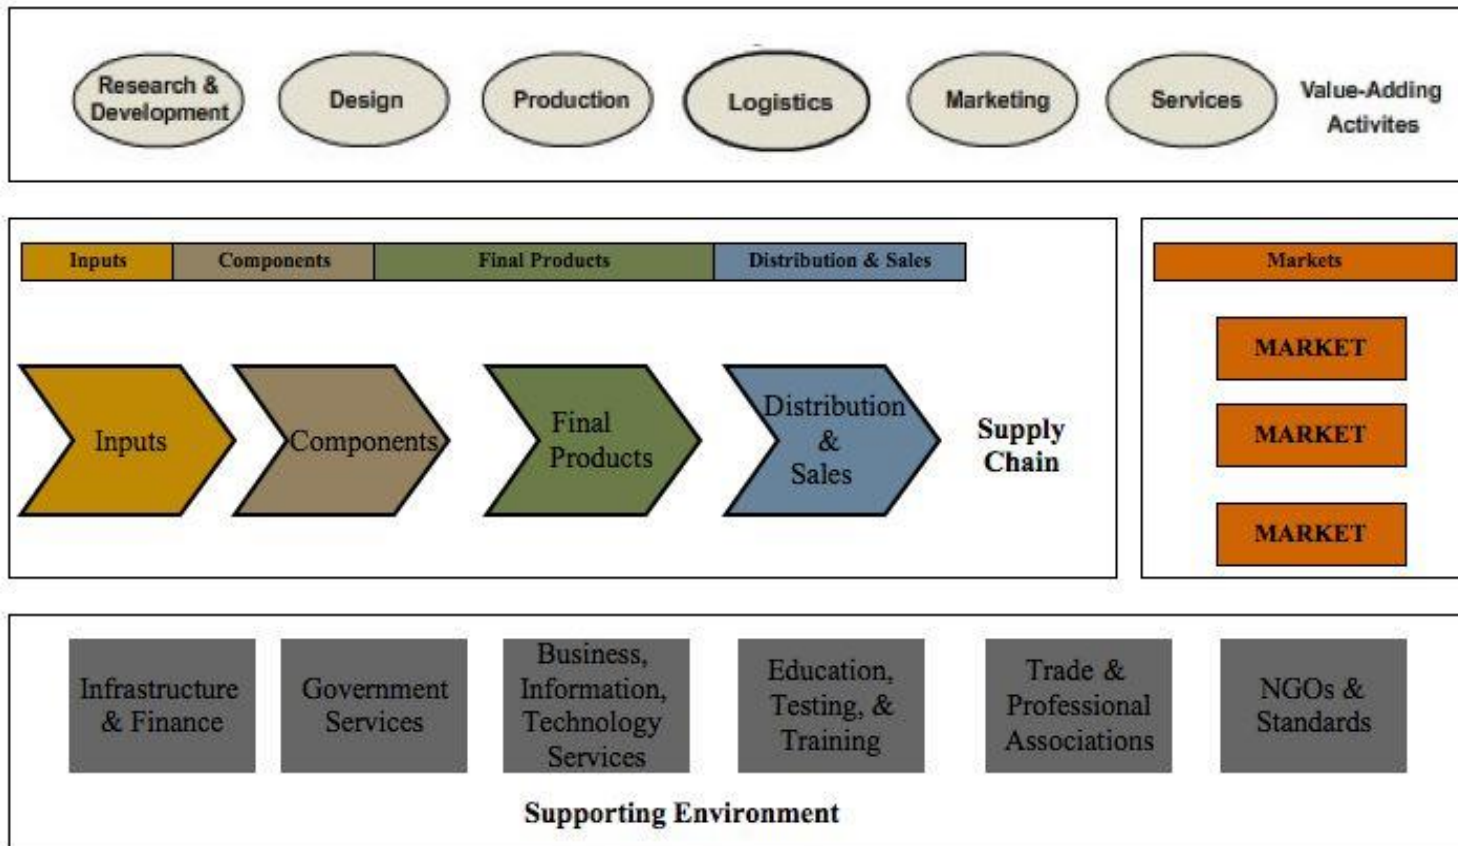 Research &
Development
Design
Production
Logistics
Marketing
Services
Value-Adding
Activites
Inputs
Components
Final Products
Distribution & Sales
Markets
Inputs
Components
Final
Products
Distribution
&
Sales
Supply
Chain
MARKET
MARKET
MARKET
Infrastructure
& Finance
Government
Services
Business,
Information,
Technology
Services
Education,
Testing, &
Training
Trade &
Professional
Associations
NGOs &
Standards
Supporting Environment